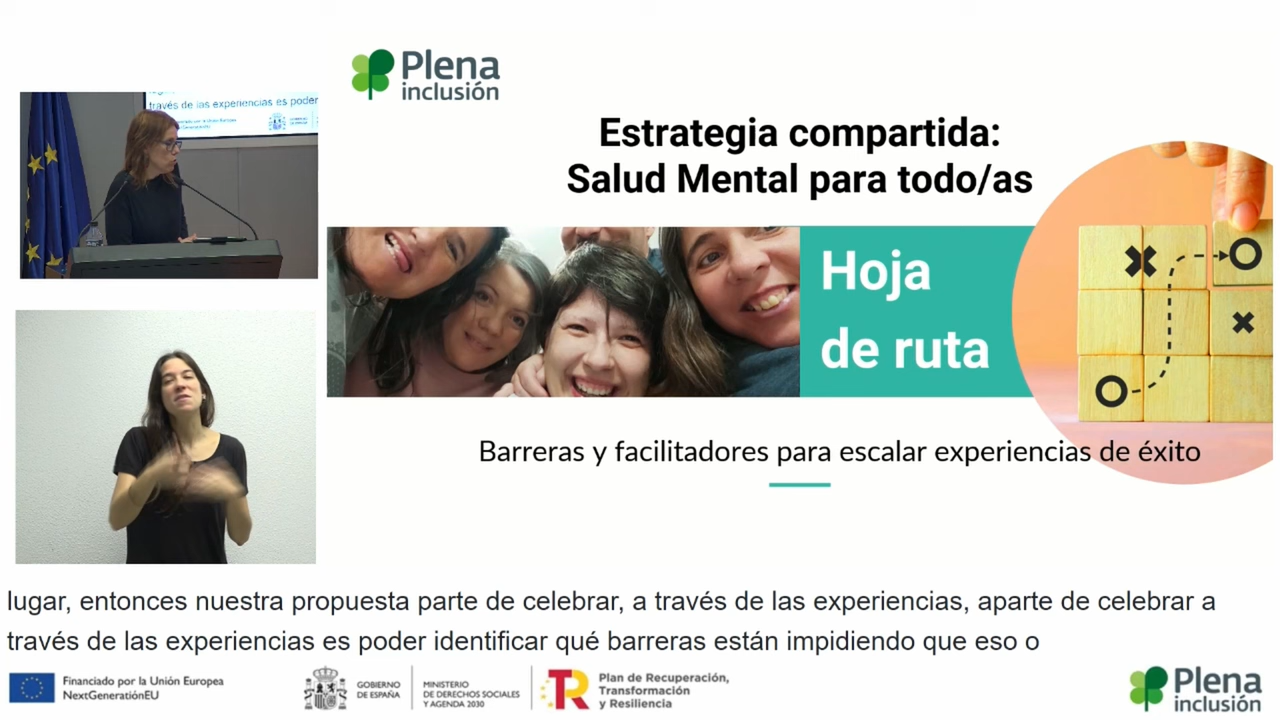 Plena
inclusión
Estrategia compartida:
Salud Mental para todo/as
través de las experiencias es poder
Hoja
de ruta
Barreras y facilitadores para escalar experiencias de éxito
lugar, entonces nuestra propuesta parte de celebrar, a través de las experiencias, aparte de celebrar a
través de las experiencias es poder identificar qué barreras están impidiendo que eso o
Financiado por la Unión Europea
NextGenerationEU
GOBIERNO
DE ESPAÑA
MINISTERIO
DE DERECHOS SOCIALES
Y AGENDA 2030
Plan de Recuperación,
Transformación
y Resiliencia
Plena
inclusión